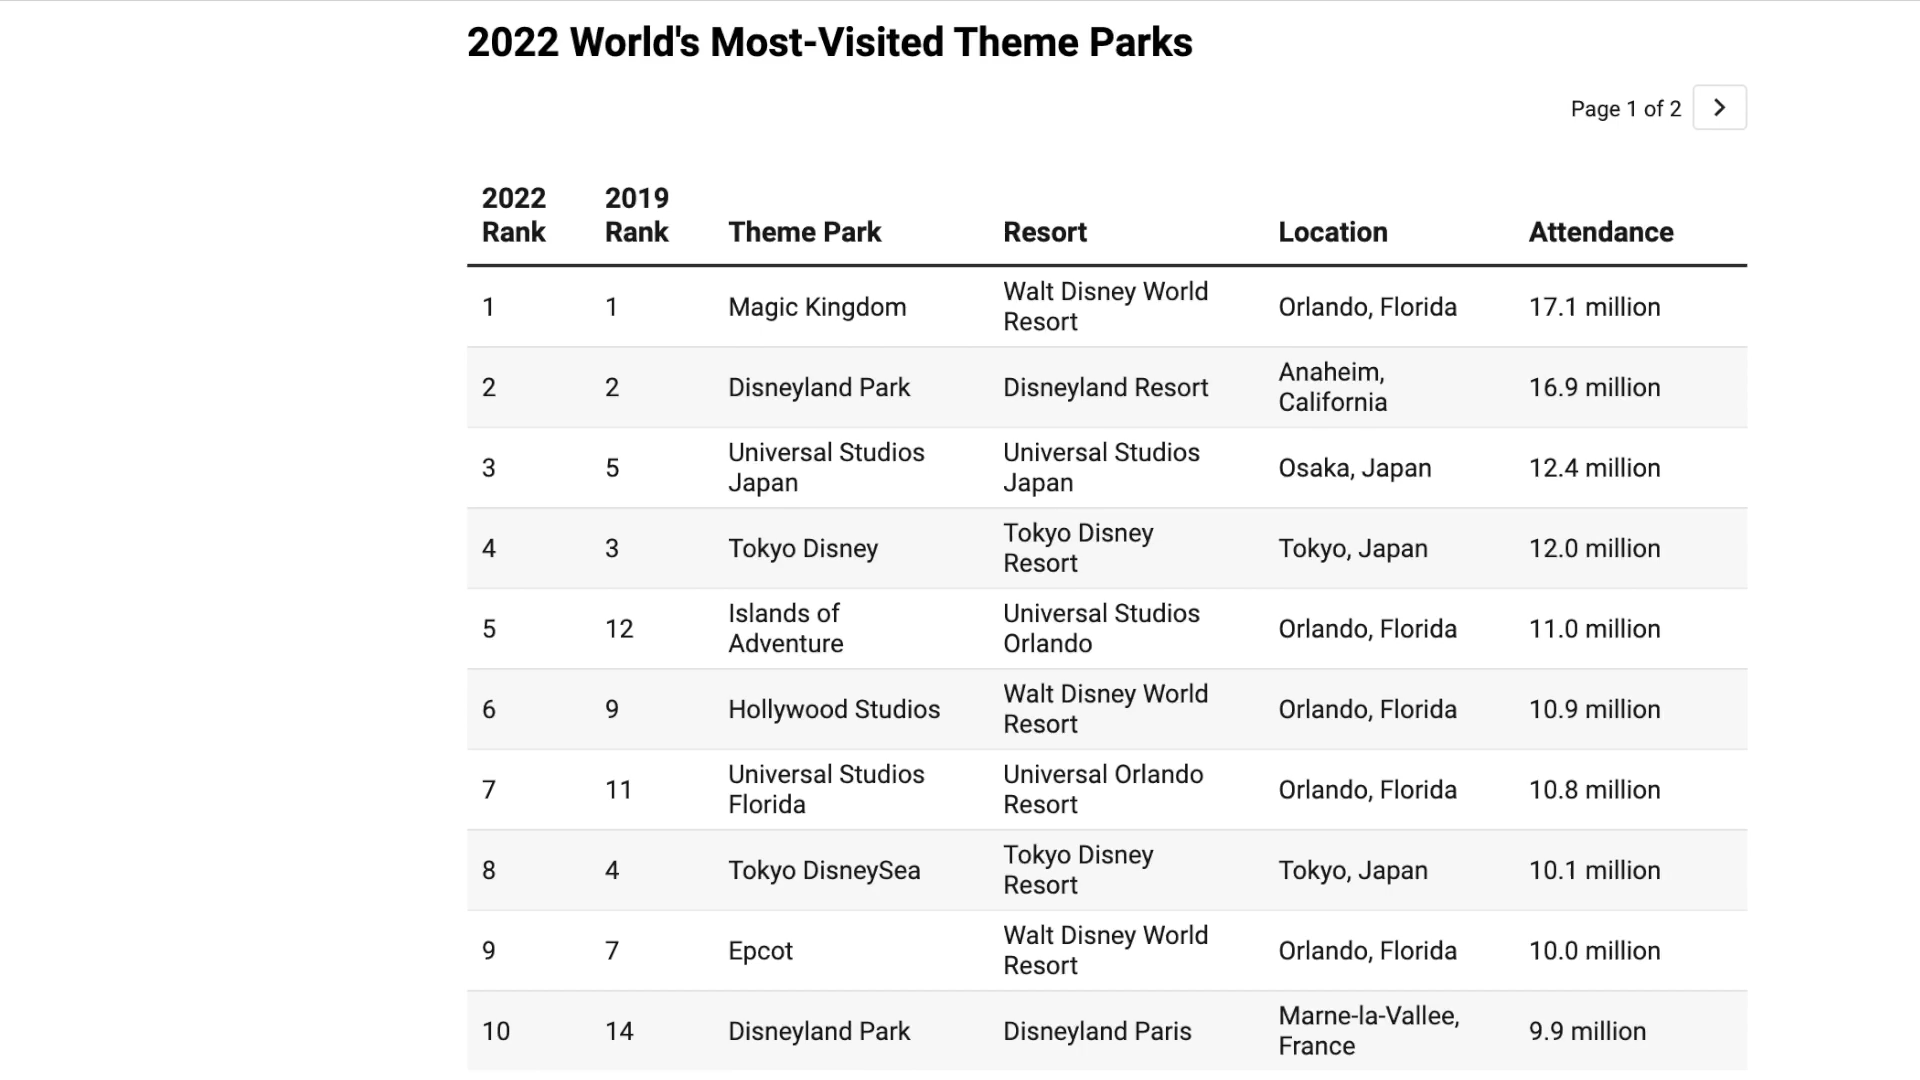 2022 World's Most-Visited Theme Parks
Page 1 of 2 >
2022 Rank 2019 Rank Theme Park Resort Location Attendance
1 1 Magic Kingdom Walt Disney World Resort Orlando, Florida 17.1 million
2 2 Disneyland Park Disneyland Resort Anaheim, California 16.9 million
3 5 Universal Studios Japan Universal Studios Japan Osaka, Japan 12.4 million
4 3 Tokyo Disney Tokyo Disney Resort Tokyo, Japan 12.0 million
5 12 Islands of Adventure Universal Studios Orlando Orlando, Florida 11.0 million
6 9 Hollywood Studios Walt Disney World Resort Orlando, Florida 10.9 million
7 11 Universal Studios Florida Universal Orlando Resort Orlando, Florida 10.8 million
8 4 Tokyo DisneySea Tokyo Disney Resort Tokyo, Japan 10.1 million
9 7 Epcot Walt Disney World Resort Orlando, Florida 10.0 million
10 14 Disneyland Park Disneyland Paris Marne-la-Vallee, France 9.9 million